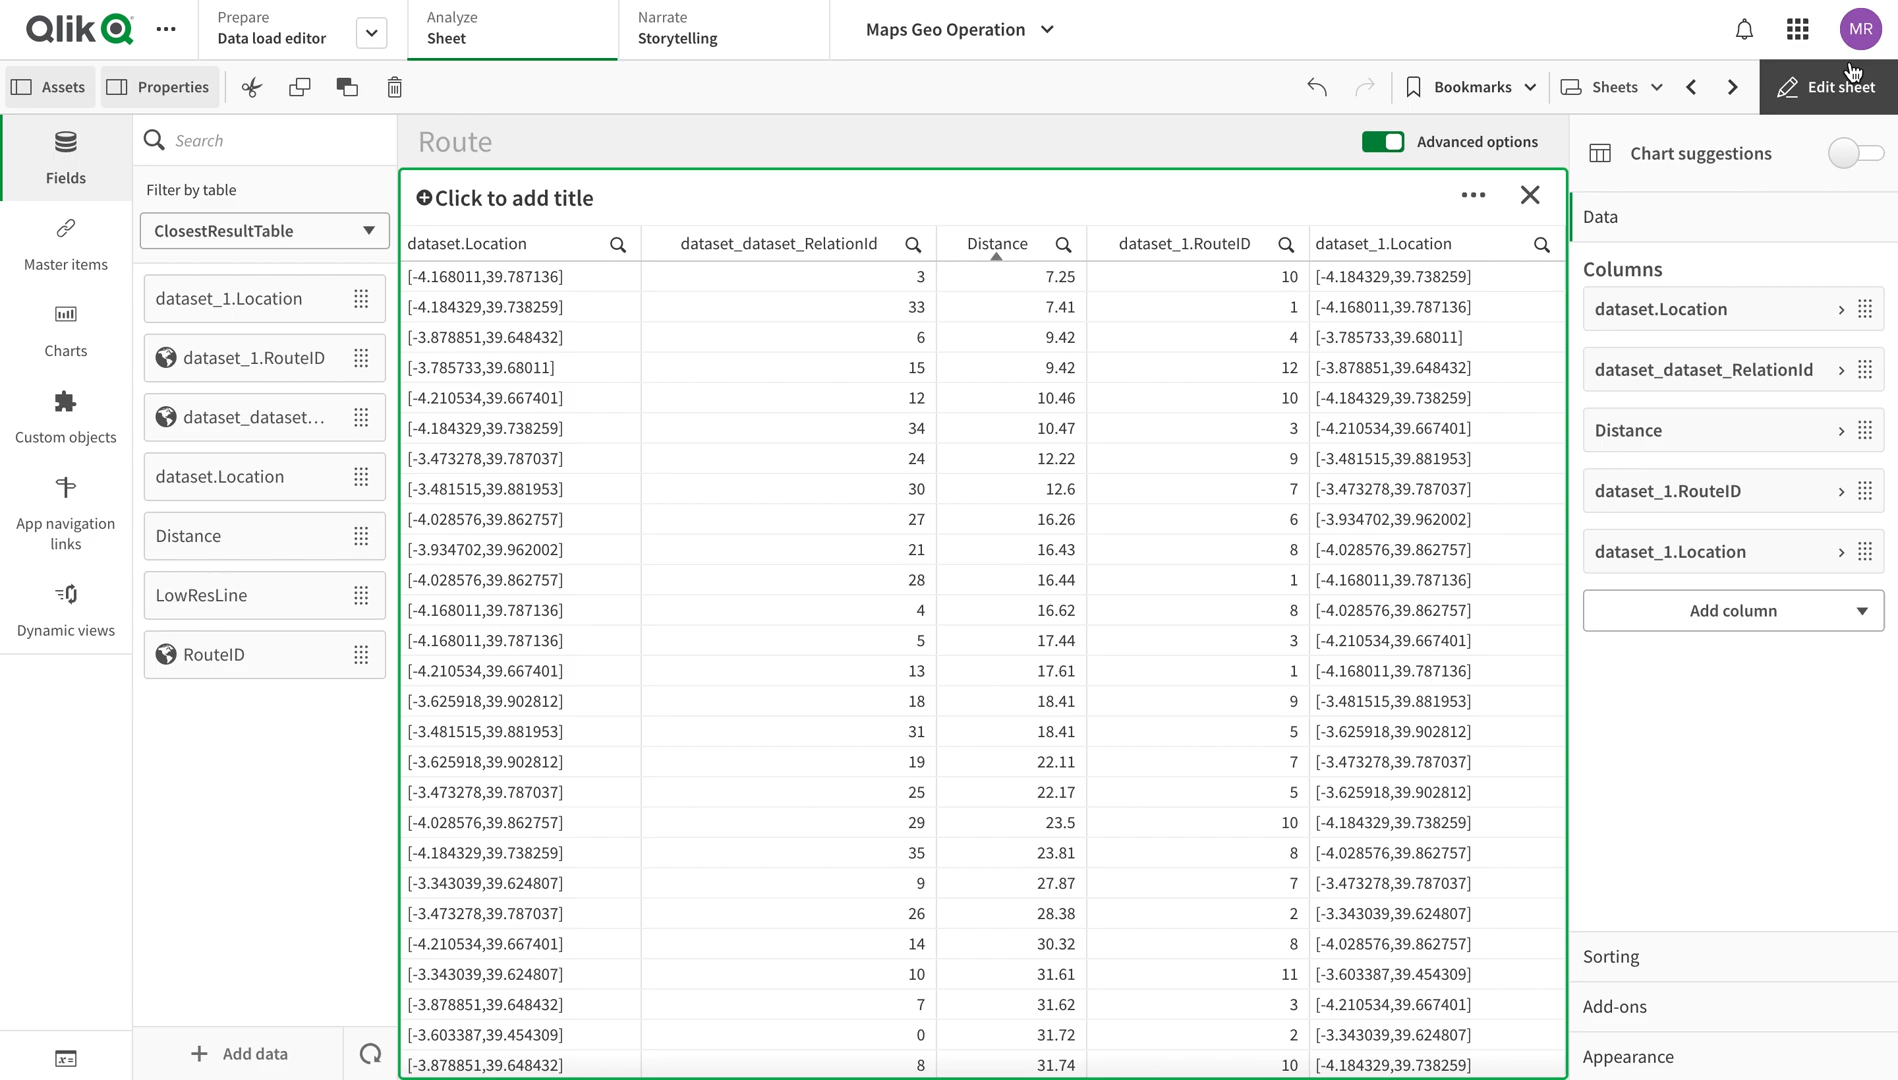 Qlik
Prepare
Data load editor
Analyze
Sheet
Narrate
Storytelling
Maps Geo Operation
MR
Assets
Properties
Bookmarks
Sheets
Edit sheet
Fields
Master items
Charts
Custom objects
App navigation
links
Dynamic views
Search
Filter by table
ClosestResultTable
dataset_1.Location
dataset_1.RouteID
dataset_dataset...
dataset.Location
Distance
LowResLine
RouteID
Add data
Route
Advanced options
Click to add title
dataset.Location dataset_dataset_RelationId Distance dataset_1.RouteID dataset_1.Location
[-4.168011,39.787136] 3 7.25 10 [-4.184329,39.738259]
[-4.184329,39.738259] 33 7.41 1 [-4.168011,39.787136]
[-3.878851,39.648432] 6 9.42 4 [-3.785733,39.68011]
[-3.785733,39.68011] 15 9.42 12 [-3.878851,39.648432]
[-4.210534,39.667401] 12 10.46 10 [-4.184329,39.738259]
[-4.184329,39.738259] 34 10.47 3 [-4.210534,39.667401]
[-3.473278,39.787037] 24 12.22 9 [-3.481515,39.881953]
[-3.481515,39.881953] 30 12.6 7 [-3.473278,39.787037]
[-4.028576,39.862757] 27 16.26 6 [-3.934702,39.962002]
[-3.934702,39.962002] 21 16.43 8 [-4.028576,39.862757]
[-4.028576,39.862757] 28 16.44 1 [-4.168011,39.787136]
[-4.168011,39.787136] 4 16.62 8 [-4.028576,39.862757]
[-4.168011,39.787136] 5 17.44 3 [-4.210534,39.667401]
[-4.210534,39.667401] 13 17.61 1 [-4.168011,39.787136]
[-3.625918,39.902812] 18 18.41 9 [-3.481515,39.881953]
[-3.481515,39.881953] 31 18.41 5 [-3.625918,39.902812]
[-3.625918,39.902812] 19 22.11 7 [-3.473278,39.787037]
[-3.473278,39.787037] 25 22.17 5 [-3.625918,39.902812]
[-4.028576,39.862757] 29 23.5 10 [-4.184329,39.738259]
[-4.184329,39.738259] 35 23.81 8 [-4.028576,39.862757]
[-3.343039,39.624807] 9 27.87 7 [-3.473278,39.787037]
[-3.473278,39.787037] 26 28.38 2 [-3.343039,39.624807]
[-4.210534,39.667401] 14 30.32 8 [-4.028576,39.862757]
[-3.343039,39.624807] 10 31.61 11 [-3.603387,39.454309]
[-3.878851,39.648432] 7 31.62 3 [-4.210534,39.667401]
[-3.603387,39.454309] 0 31.72 2 [-3.343039,39.624807]
[-3.878851,39.648432] 8 31.74 10 [-4.184329,39.738259]
Chart suggestions
Data
Columns
dataset.Location
dataset_dataset_RelationId
Distance
dataset_1.RouteID
dataset_1.Location
Add column
Sorting
Add-ons
Appearance